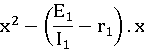 x² − (E₁/I₁ − r₁) . x